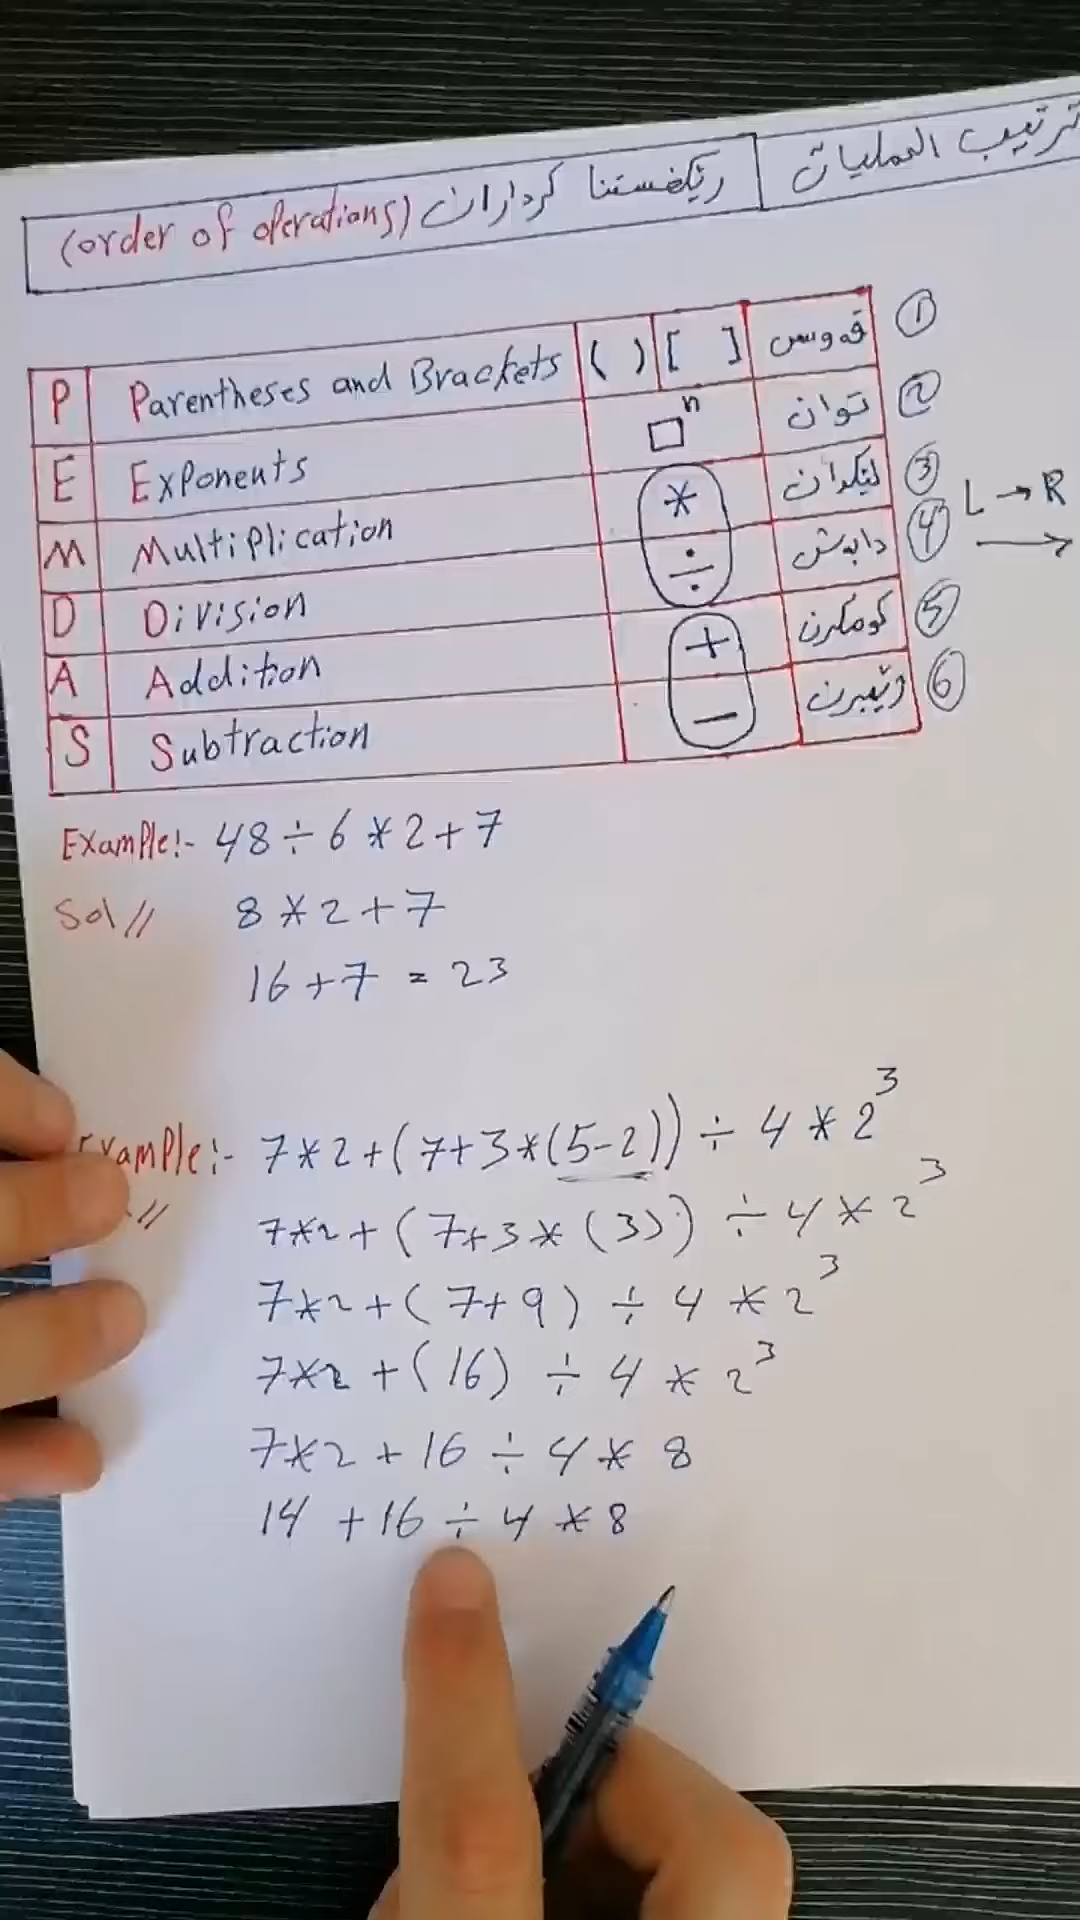 (order of operations) ریکخستنا کرداران ترتيب العمليات
P Parentheses and Brackets ( ) [ ] قەوس ①
E Exponents □ⁿ توان ②
M Multiplication * لێکدان ③ L → R
D Division ÷ دابەش ④ →
A Addition + کومکرن ⑤
S Subtraction − ژێبرن ⑥
Example:- 48 ÷ 6 * 2 + 7
Sol // 8 * 2 + 7
16 + 7 = 23
Example:- 7*2+(7+3*(5-2)) ÷ 4 * 2³
// 7*2+(7+3*(3)) ÷ 4 * 2³
7*2+(7+9) ÷ 4 * 2³
7*2+(16) ÷ 4 * 2³
7*2+16 ÷ 4 * 8
14 +16 ÷ 4 * 8